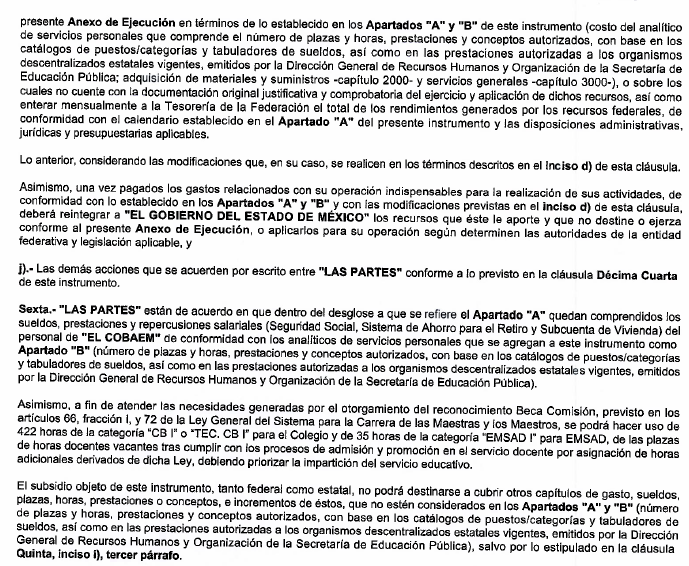 presente Anexo de Ejecución en términos de lo establecido en los Apartados "A" y "B" de este instrumento (costo del analítico
de servicios personales que comprende el número de plazas y horas, prestaciones y conceptos autorizados, con base en los
catálogos de puestos/categorías y tabuladores de sueldos, así como en las prestaciones autorizadas a los organismos
descentralizados estatales vigentes, emitidos por la Dirección General de Recursos Humanos y Organización de la Secretaría de
Educación Pública; adquisición de materiales y suministros -capítulo 2000- y servicios generales -capítulo 3000-), o sobre los
cuales no cuente con la documentación original justificativa y comprobatoria del ejercicio y aplicación de dichos recursos, así como
enterar mensualmente a la Tesorería de la Federación el total de los rendimientos generados por los recursos federales, de
conformidad con el calendario establecido en el Apartado "A" del presente instrumento y las disposiciones administrativas,
jurídicas y presupuestarias aplicables.
Lo anterior, considerando las modificaciones que, en su caso, se realicen en los términos descritos en el inciso d) de esta cláusula.
Asimismo, una vez pagados los gastos relacionados con su operación indispensables para la realización de sus actividades, de
conformidad con lo establecido en los Apartados "A" y "B" y con las modificaciones previstas en el inciso d) de esta cláusula,
deberá reintegrar a "EL GOBIERNO DEL ESTADO DE MÉXICO" los recursos que éste le aporte y que no destine o ejerza
conforme al presente Anexo de Ejecución, o aplicarlos para su operación según determinen las autoridades de la entidad
federativa y legislación aplicable, y
j).- Las demás acciones que se acuerden por escrito entre "LAS PARTES" conforme a lo previsto en la cláusula Décima Cuarta
de este instrumento.
Sexta.- "LAS PARTES" están de acuerdo en que dentro del desglose a que se refiere el Apartado "A" quedan comprendidos los
sueldos, prestaciones y repercusiones salariales (Seguridad Social, Sistema de Ahorro para el Retiro y Subcuenta de Vivienda) del
personal de "EL COBAEM" de conformidad con los analíticos de servicios personales que se agregan a este instrumento como
Apartado "B" (número de plazas y horas, prestaciones y conceptos autorizados, con base en los catálogos de puestos/categorías
y tabuladores de sueldos, así como en las prestaciones autorizadas a los organismos descentralizados estatales vigentes, emitidos
por la Dirección General de Recursos Humanos y Organización de la Secretaría de Educación Pública).
Asimismo, a fin de atender las necesidades generadas por el otorgamiento del reconocimiento Beca Comisión, previsto en los
artículos 66, fracción I, y 72 de la Ley General del Sistema para la Carrera de las Maestras y los Maestros, se podrá hacer uso de
422 horas de la categoría "CB I" o "TEC. CB I" para el Colegio y de 35 horas de la categoría "EMSAD I" para EMSAD, de las plazas
de horas docentes vacantes tras cumplir con los procesos de admisión y promoción en el servicio docente por asignación de horas
adicionales derivados de dicha Ley, debiendo priorizar la impartición del servicio educativo.
El subsidio objeto de este instrumento, tanto federal como estatal, no podrá destinarse a cubrir otros capítulos de gasto, sueldos,
plazas, horas, prestaciones o conceptos, e incrementos de éstos, que no estén considerados en los Apartados "A" y "B" (número
de plazas y horas, prestaciones y conceptos autorizados, con base en los catálogos de puestos/categorías y tabuladores de
sueldos, así como en las prestaciones autorizadas a los organismos descentralizados estatales vigentes, emitidos por la Dirección
General de Recursos Humanos y Organización de la Secretaría de Educación Pública), salvo por lo estipulado en la cláusula
Quinta, inciso i), tercer párrafo.